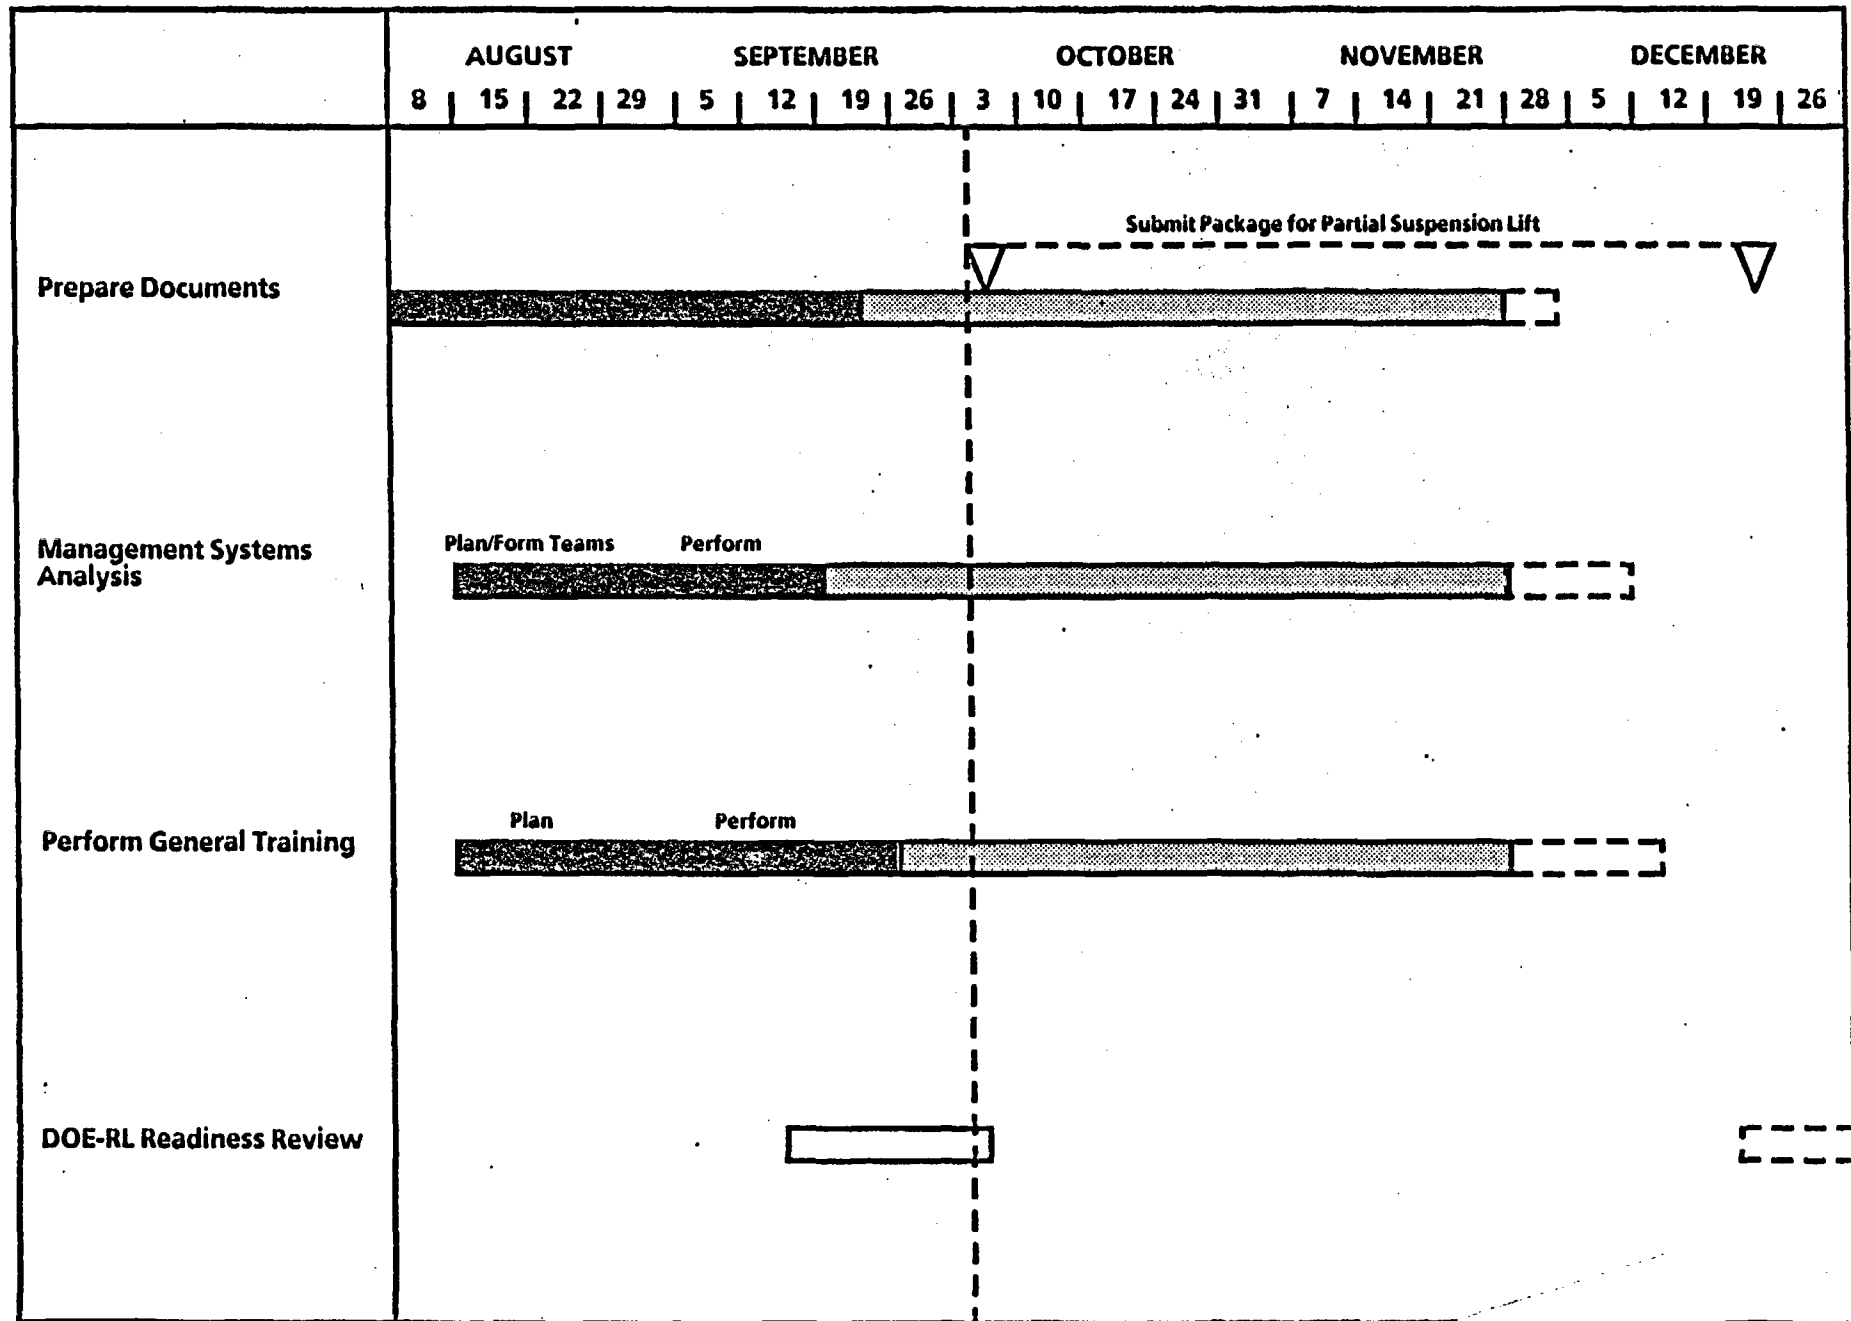 AUGUST SEPTEMBER OCTOBER NOVEMBER DECEMBER
8 | 15 | 22 | 29 | 5 | 12 | 19 | 26 | 3 | 10 | 17 | 24 | 31 | 7 | 14 | 21 | 28 | 5 | 12 | 19 | 26
Submit Package for Partial Suspension Lift
Prepare Documents
Plan/Form Teams Perform
Management Systems
Analysis
Plan Perform
Perform General Training
DOE-RL Readiness Review